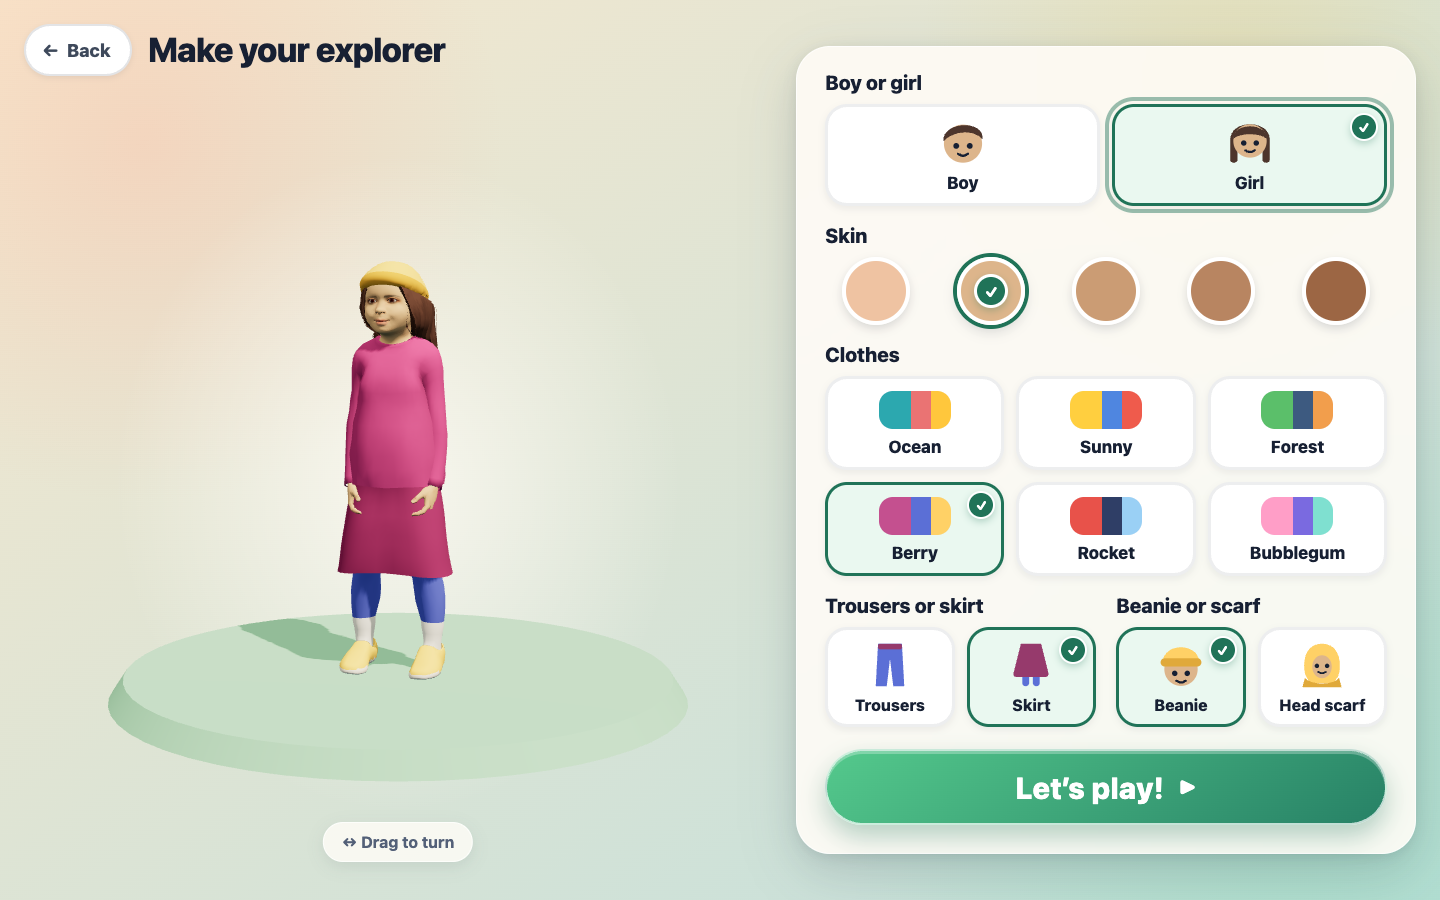 Back
Make your explorer
Boy or girl
Boy
Girl
Skin
Clothes
Ocean
Sunny
Forest
Berry
Rocket
Bubblegum
Trousers or skirt
Beanie or scarf
Trousers
Skirt
Beanie
Head scarf
Let's play!
Drag to turn